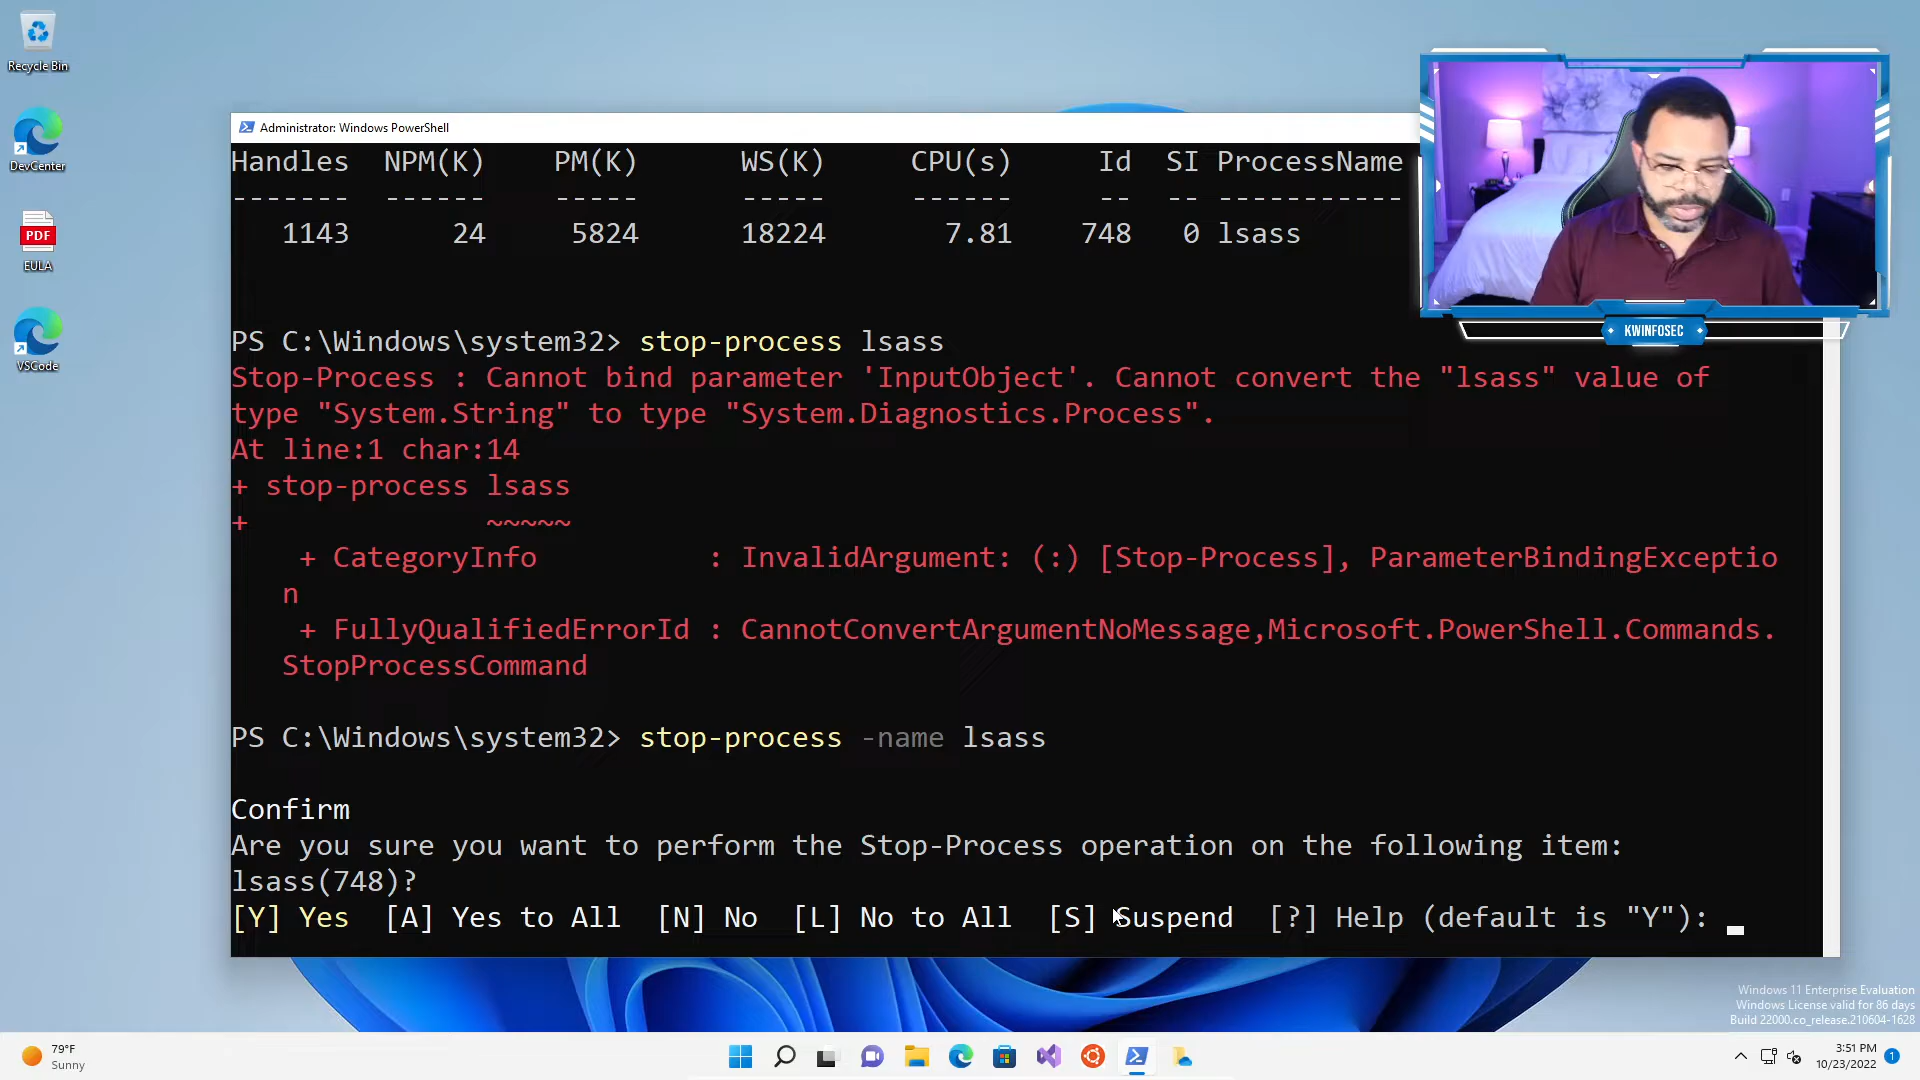 Recycle Bin
DevCenter
PDF
EULA
VSCode
Administrator: Windows PowerShell
Handles NPM(K) PM(K) WS(K) CPU(s) Id SI ProcessName
------- ------ ----- ----- ------ -- -- -----------
1143 24 5824 18224 7.81 748 0 lsass
PS C:\Windows\system32> stop-process lsass
Stop-Process : Cannot bind parameter 'InputObject'. Cannot convert the "lsass" value of
type "System.String" to type "System.Diagnostics.Process".
At line:1 char:14
+ stop-process lsass
+ ~~~~~
+ CategoryInfo : InvalidArgument: (:) [Stop-Process], ParameterBindingExceptio
n
+ FullyQualifiedErrorId : CannotConvertArgumentNoMessage,Microsoft.PowerShell.Commands.
StopProcessCommand
PS C:\Windows\system32> stop-process -name lsass
Confirm
Are you sure you want to perform the Stop-Process operation on the following item:
lsass(748)?
[Y] Yes [A] Yes to All [N] No [L] No to All [S] Suspend [?] Help (default is "Y"):
KWINFOSEC
Windows 11 Enterprise Evaluation
Windows License valid for 86 days
Build 22000.co_release.210604-1628
79°F
Sunny
3:51 PM
10/23/2022
1